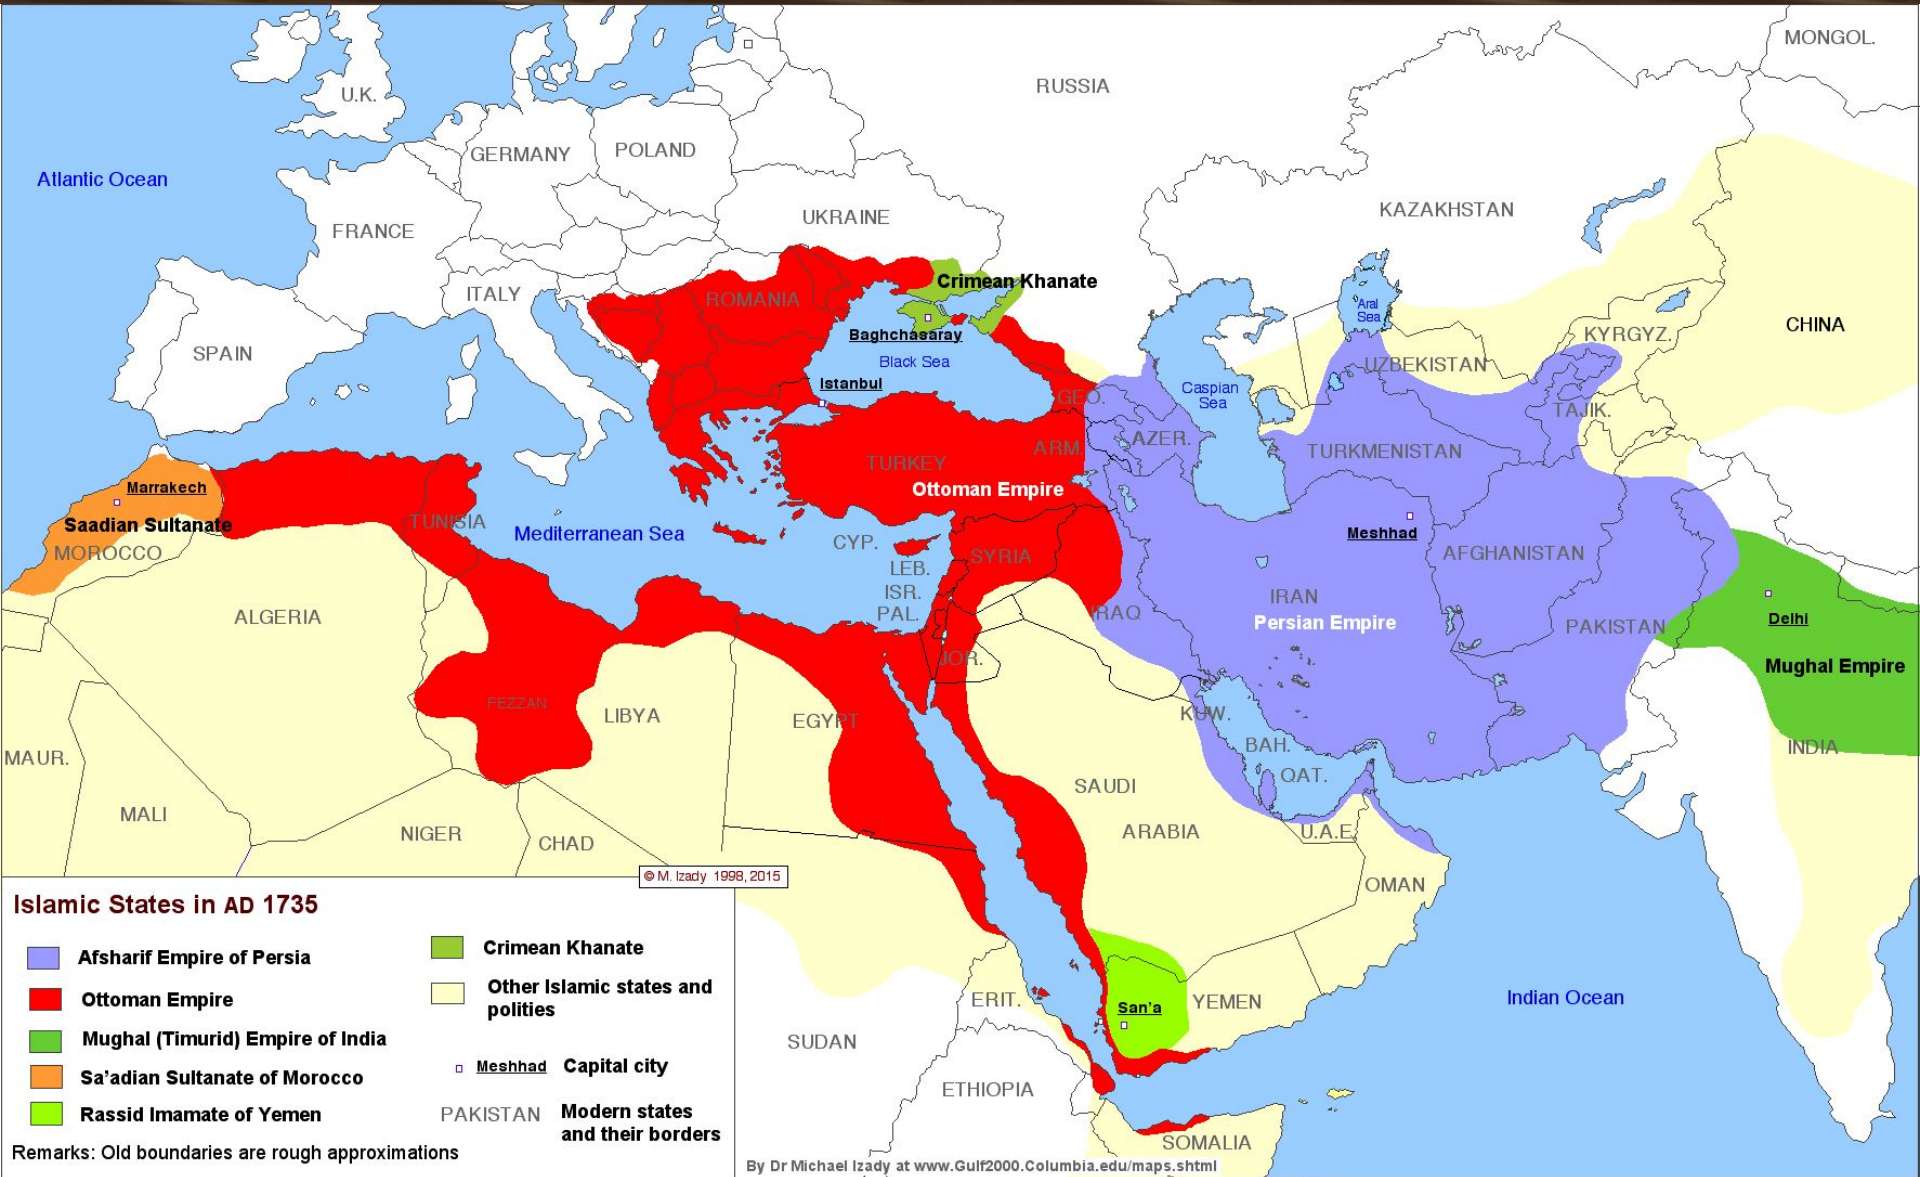 MONGOL.
RUSSIA
U.K.
GERMANY
POLAND
Atlantic Ocean
FRANCE
UKRAINE
KAZAKHSTAN
ITALY
ROMANIA
Crimean Khanate
Aral
Sea
Baghchasaray
Black Sea
KYRGYZ.
CHINA
SPAIN
UZBEKISTAN
Istanbul
GEO.
Caspian
Sea
TAJIK.
ARM.
AZER.
TURKMENISTAN
TURKEY
Ottoman Empire
Marrakech
Saadian Sultanate
MOROCCO
TUNISIA
Mediterranean Sea
CYP.
SYRIA
LEB.
ISR.
PAL.
Meshhad
AFGHANISTAN
IRAN
Persian Empire
IRAQ
ALGERIA
PAKISTAN
Delhi
Mughal Empire
JOR.
FEZZAN
LIBYA
EGYPT
KUW.
BAH.
QAT.
INDIA
MAUR.
MALI
NIGER
CHAD
SAUDI
ARABIA
U.A.E.
OMAN
© M. Izady 1998, 2015
Islamic States in AD 1735
Afsharif Empire of Persia
Ottoman Empire
Mughal (Timurid) Empire of India
Sa'adian Sultanate of Morocco
Rassid Imamate of Yemen
Crimean Khanate
Other Islamic states and
polities
Meshhad Capital city
PAKISTAN Modern states
and their borders
Remarks: Old boundaries are rough approximations
ERIT.
San'a
YEMEN
Indian Ocean
SUDAN
ETHIOPIA
SOMALIA
By Dr Michael Izady at www.Gulf2000.Columbia.edu/maps.shtml